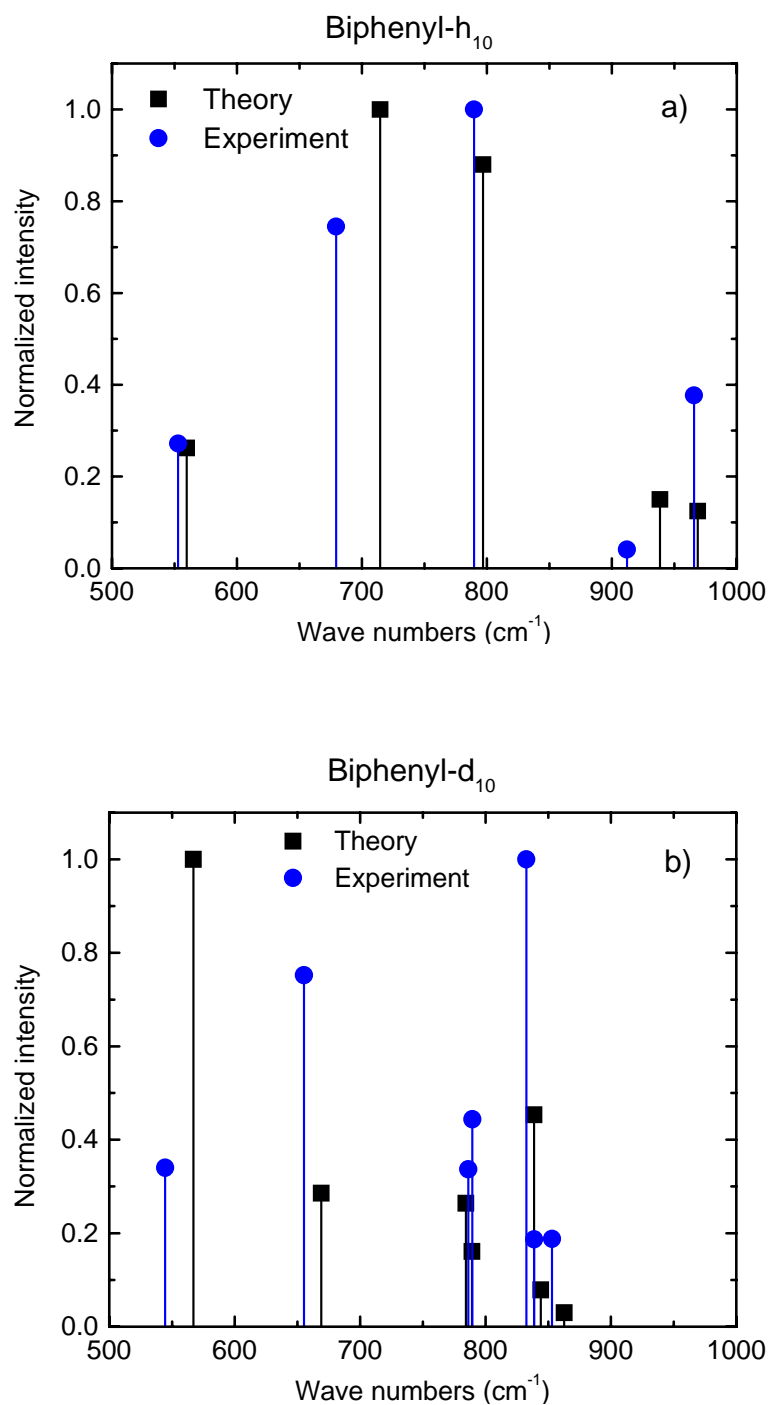 Biphenyl-h10
Theory
Experiment
a)
1.0
0.8
0.6
0.4
0.2
0.0
Normalized intensity
500 600 700 800 900 1000
Wave numbers (cm-1)
Biphenyl-d10
Theory
Experiment
b)
1.0
0.8
0.6
0.4
0.2
0.0
Normalized intensity
500 600 700 800 900 1000
Wave numbers (cm-1)